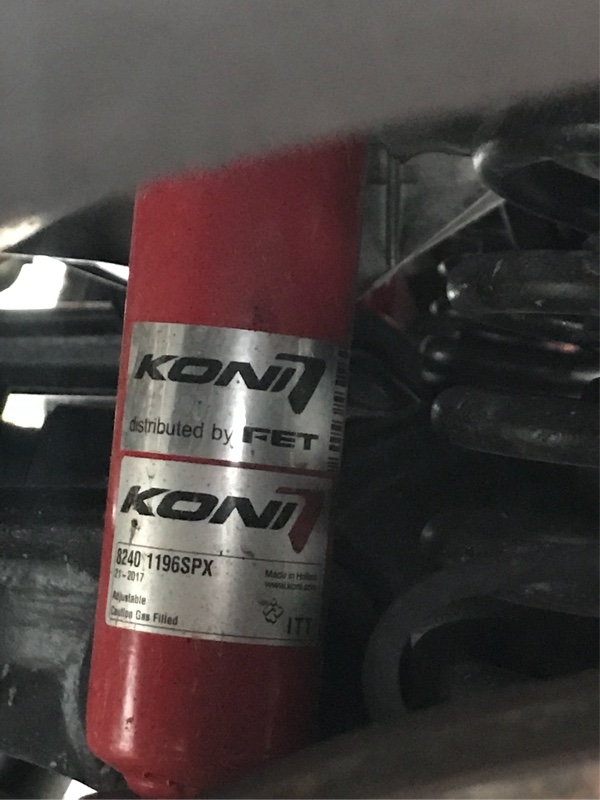 KONI
distributed by FET
KONI
8240 1196SPX
21-2017
Made in Holland
www.koni.com
Adjustable
Caution Gas Filled
ITT